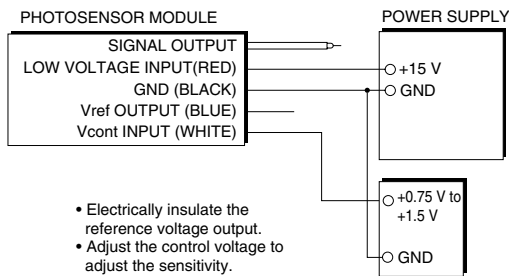 PHOTOSENSOR MODULE
POWER SUPPLY
SIGNAL OUTPUT
LOW VOLTAGE INPUT(RED)
GND (BLACK)
Vref OUTPUT (BLUE)
Vcont INPUT (WHITE)
+15 V
GND
+0.75 V to
+1.5 V
GND
• Electrically insulate the
reference voltage output.
• Adjust the control voltage to
adjust the sensitivity.